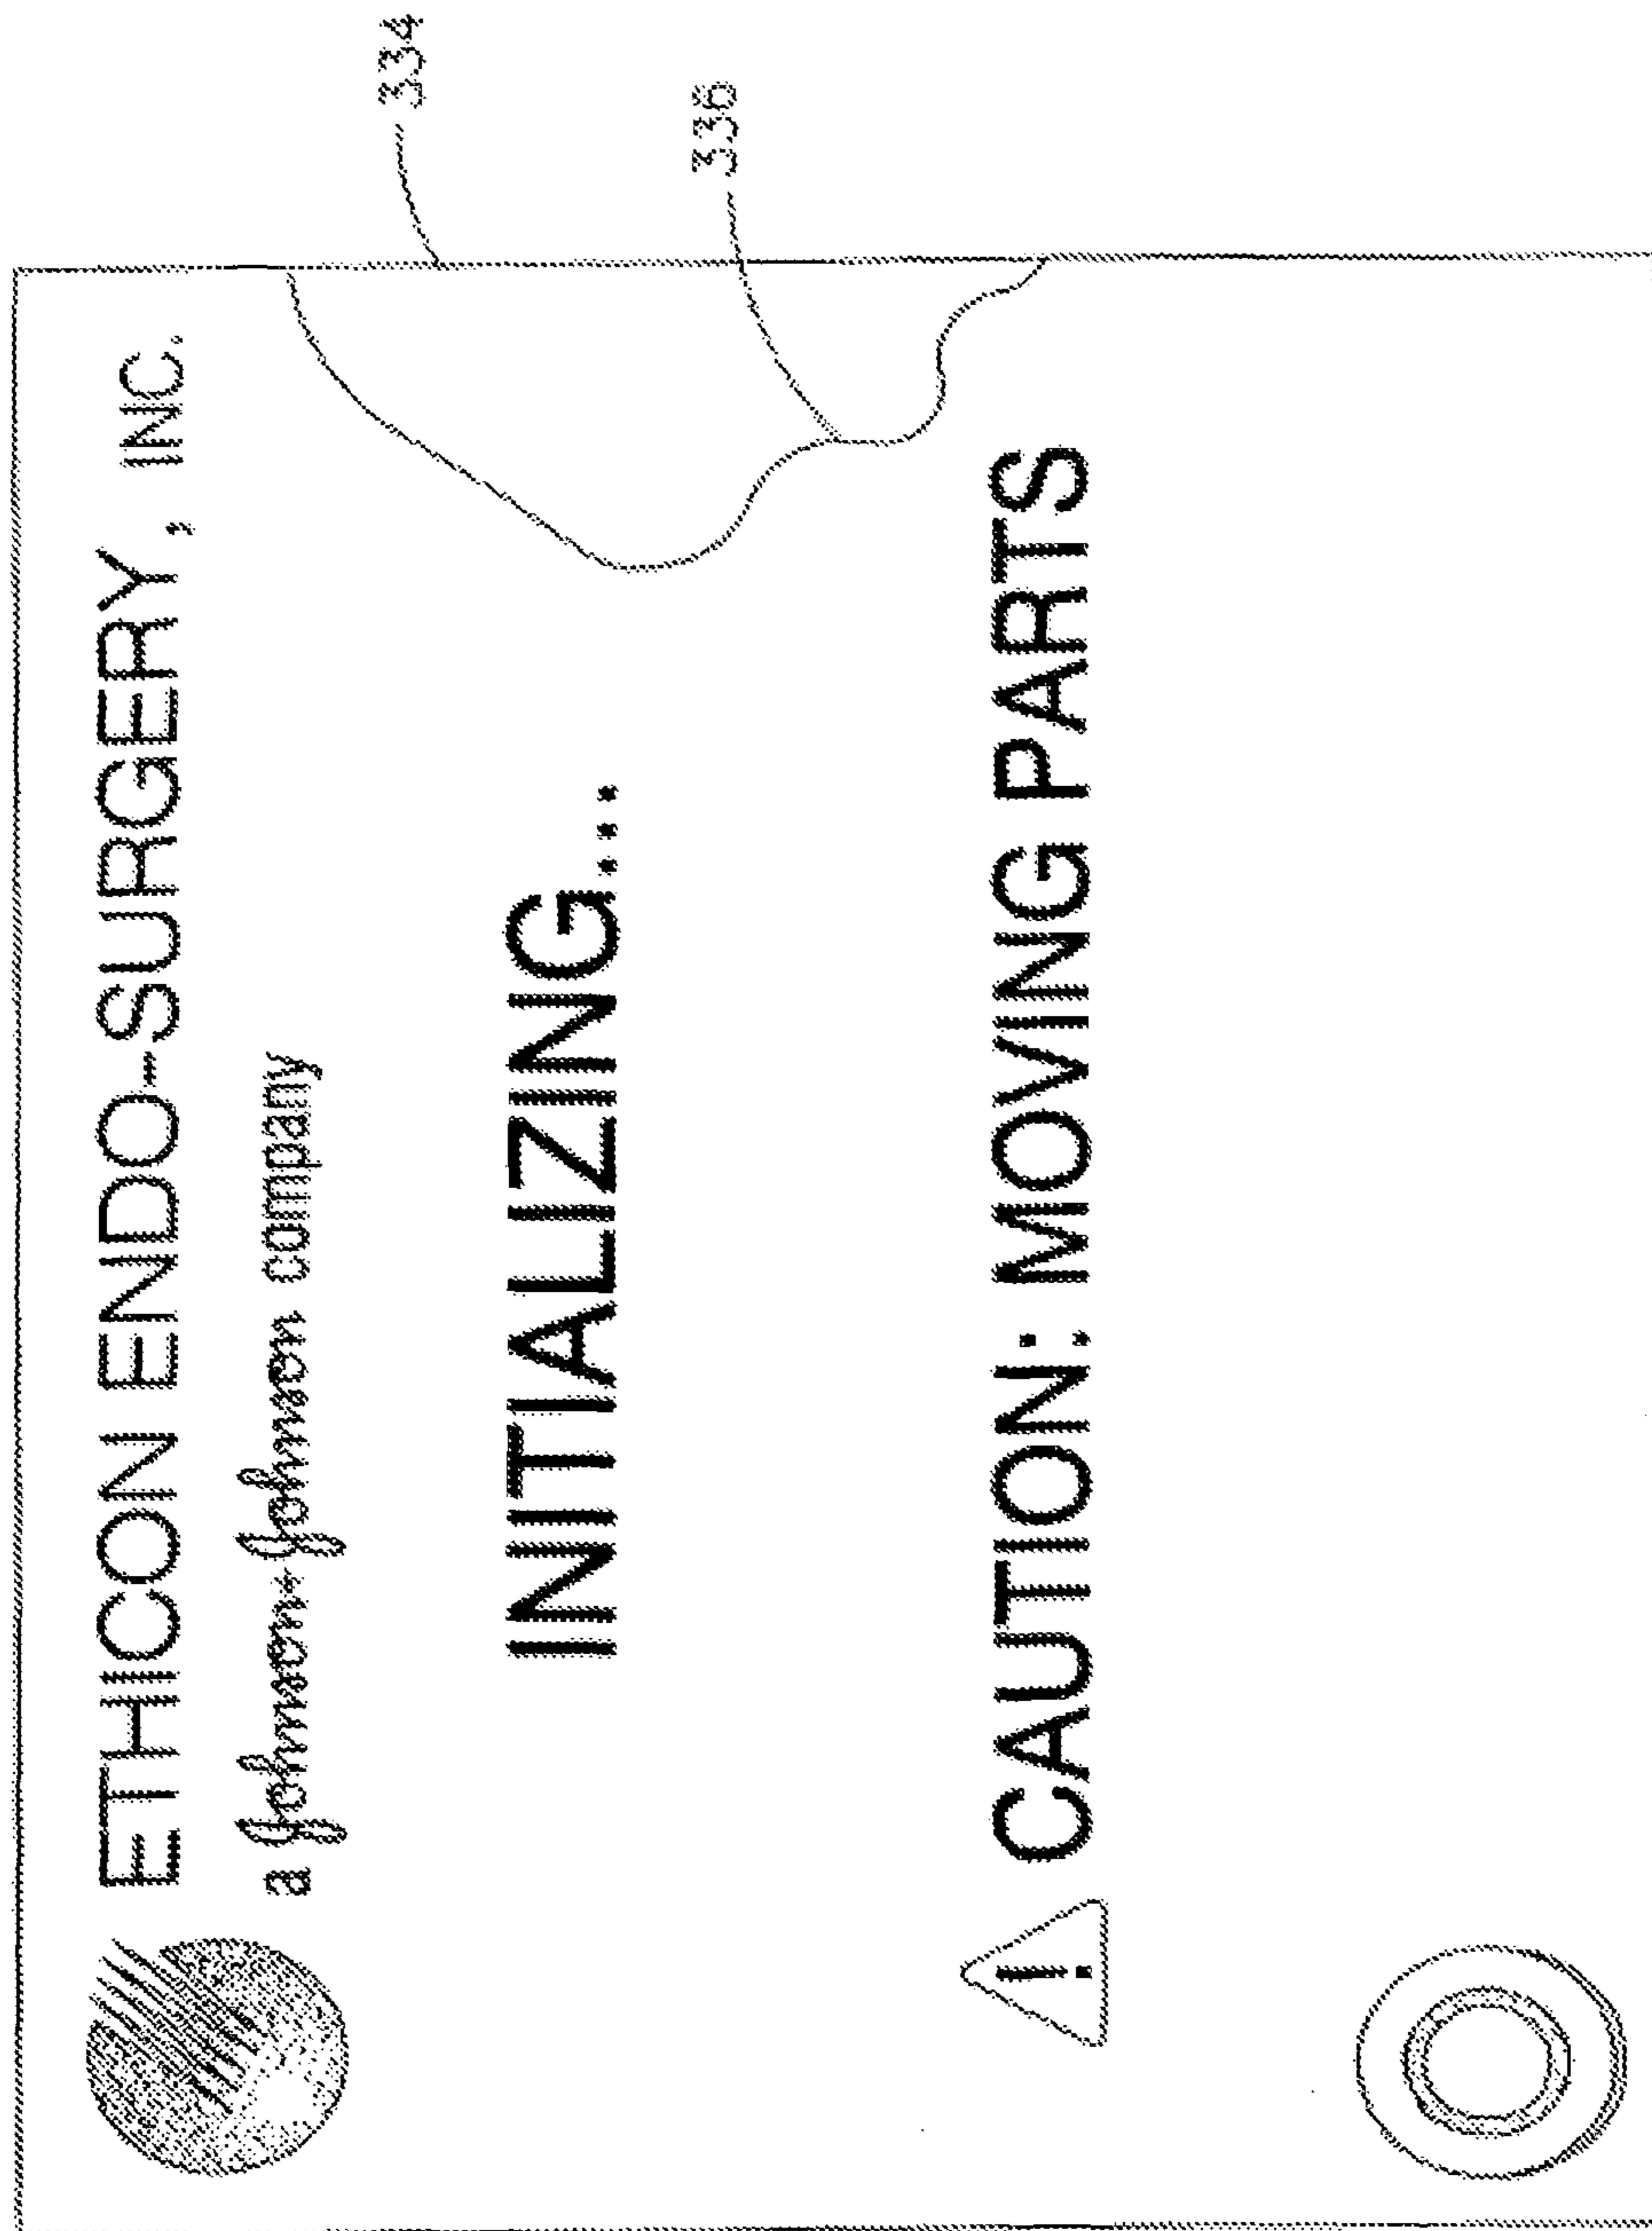 ETHICON ENDO-SURGERY, INC.
a Johnson+Johnson company
INITIALIZING...
! CAUTION: MOVING PARTS
334
336